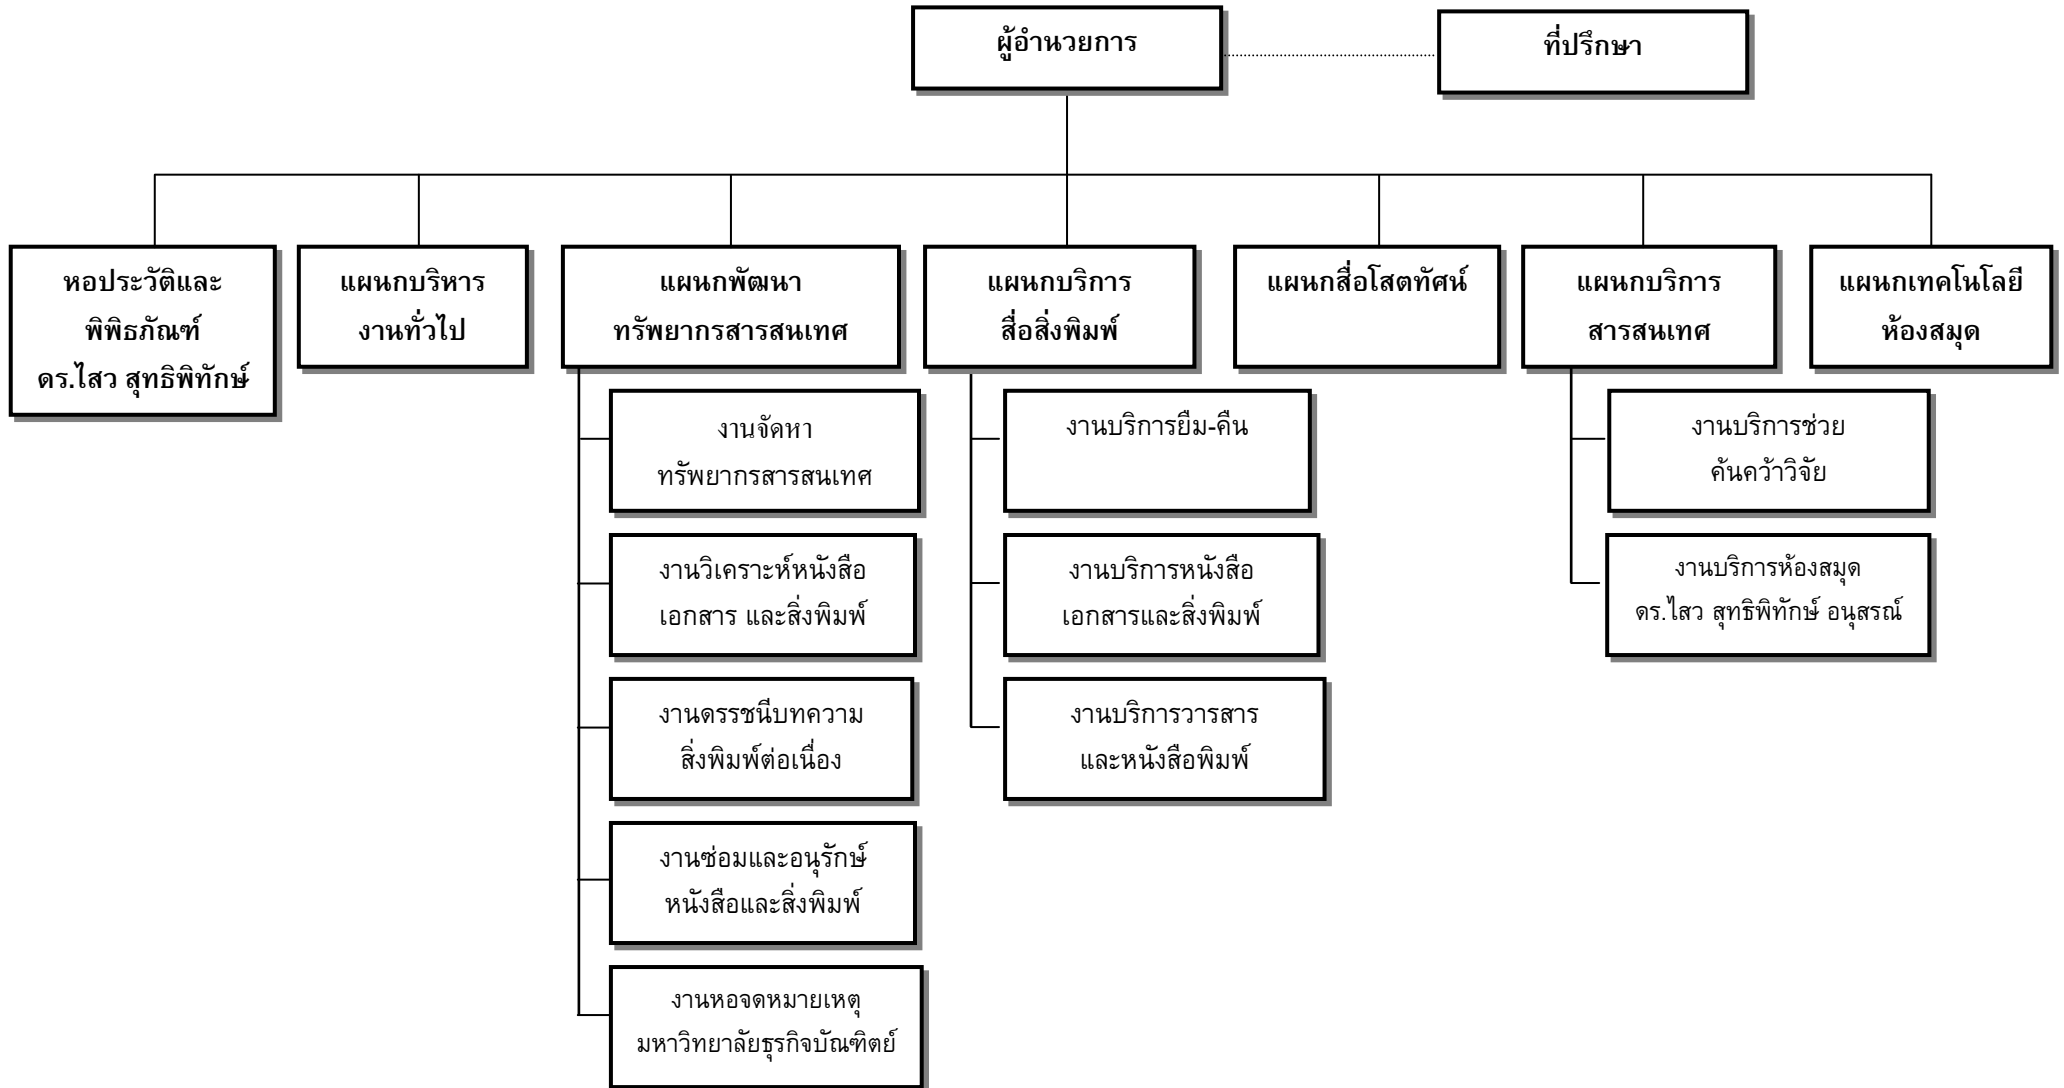 ผู้อำนวยการ
ที่ปรึกษา
หอประวัติและ
พิพิธภัณฑ์
ดร.ไสว สุทธิพิทักษ์
แผนกบริหาร
งานทั่วไป
แผนกพัฒนา
ทรัพยากรสารสนเทศ
แผนกบริการ
สื่อสิ่งพิมพ์
แผนกสื่อโสตทัศน์
แผนกบริการ
สารสนเทศ
แผนกเทคโนโลยี
ห้องสมุด
งานจัดหา
ทรัพยากรสารสนเทศ
งานวิเคราะห์หนังสือ
เอกสาร และสิ่งพิมพ์
งานดรรชนีบทความ
สิ่งพิมพ์ต่อเนื่อง
งานซ่อมและอนุรักษ์
หนังสือและสิ่งพิมพ์
งานหอจดหมายเหตุ
มหาวิทยาลัยธุรกิจบัณฑิตย์
งานบริการยืม-คืน
งานบริการหนังสือ
เอกสารและสิ่งพิมพ์
งานบริการวารสาร
และหนังสือพิมพ์
งานบริการช่วย
ค้นคว้าวิจัย
งานบริการห้องสมุด
ดร.ไสว สุทธิพิทักษ์ อนุสรณ์